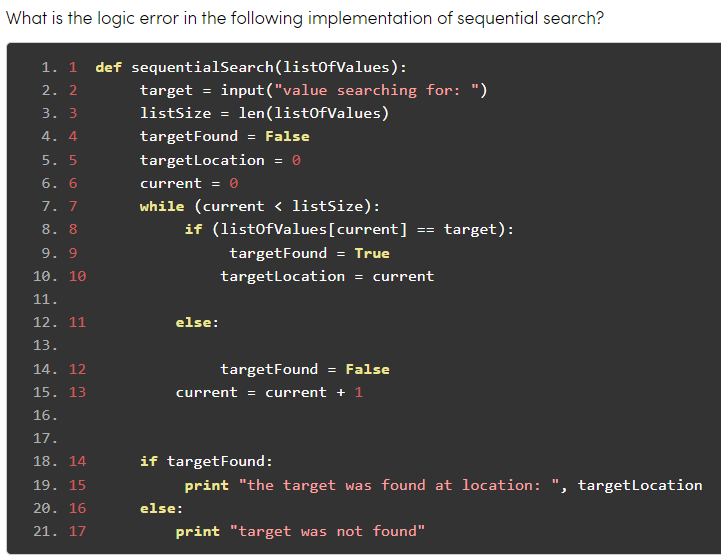 What is the logic error in the following implementation of sequential search?
1. 1 def sequentialSearch(listOfValues):
2. 2 target = input("value searching for: ")
3. 3 listSize = len(listOfValues)
4. 4 targetFound = False
5. 5 targetLocation = 0
6. 6 current = 0
7. 7 while (current < listSize):
8. 8 if (listOfValues[current] == target):
9. 9 targetFound = True
10. 10 targetLocation = current
11.
12. 11 else:
13.
14. 12 targetFound = False
15. 13 current = current + 1
16.
17.
18. 14 if targetFound:
19. 15 print "the target was found at location: ", targetLocation
20. 16 else:
21. 17 print "target was not found"